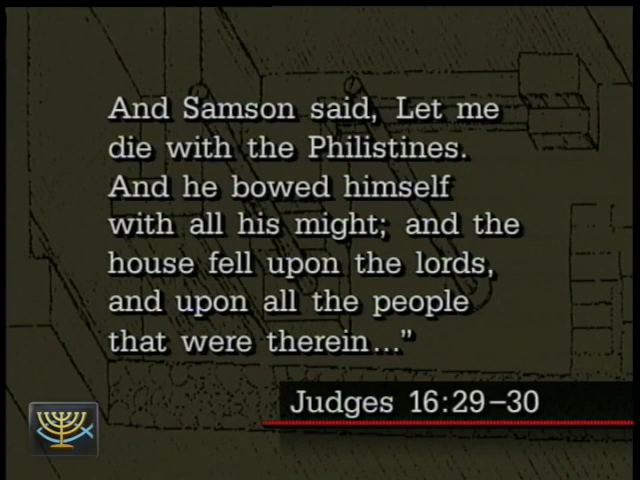 And Samson said, Let me
die with the Philistines.
And he bowed himself
with all his might; and the
house fell upon the lords,
and upon all the people
that were therein..."
Judges 16:29–30